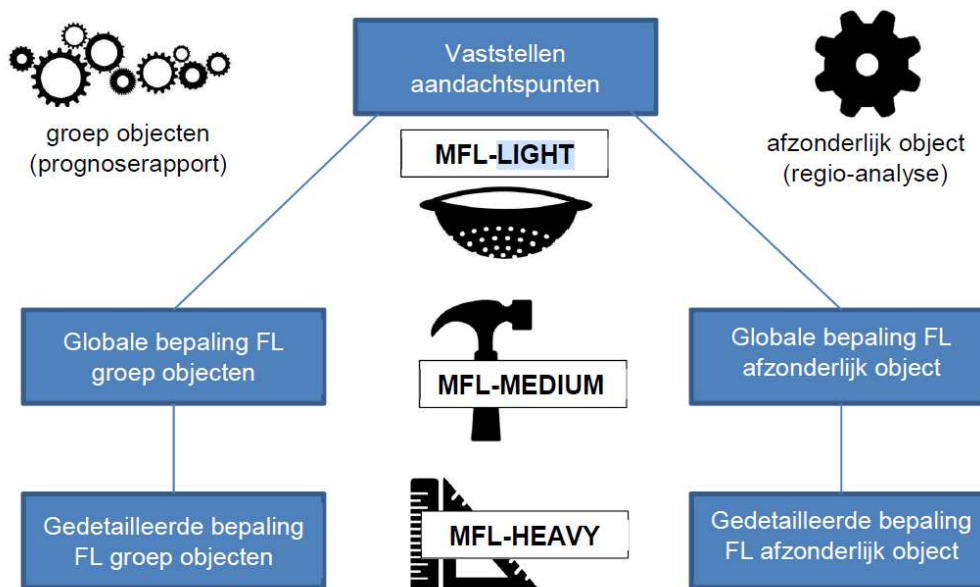 Vaststellen
aandachtspunten
groep objecten
(prognoserapport)
afzonderlijk object
(regio-analyse)
MFL-LIGHT
Globale bepaling FL
groep objecten
MFL-MEDIUM
Globale bepaling FL
afzonderlijk object
Gedetailleerde bepaling
FL groep objecten
MFL-HEAVY
Gedetailleerde bepaling
FL afzonderlijk object